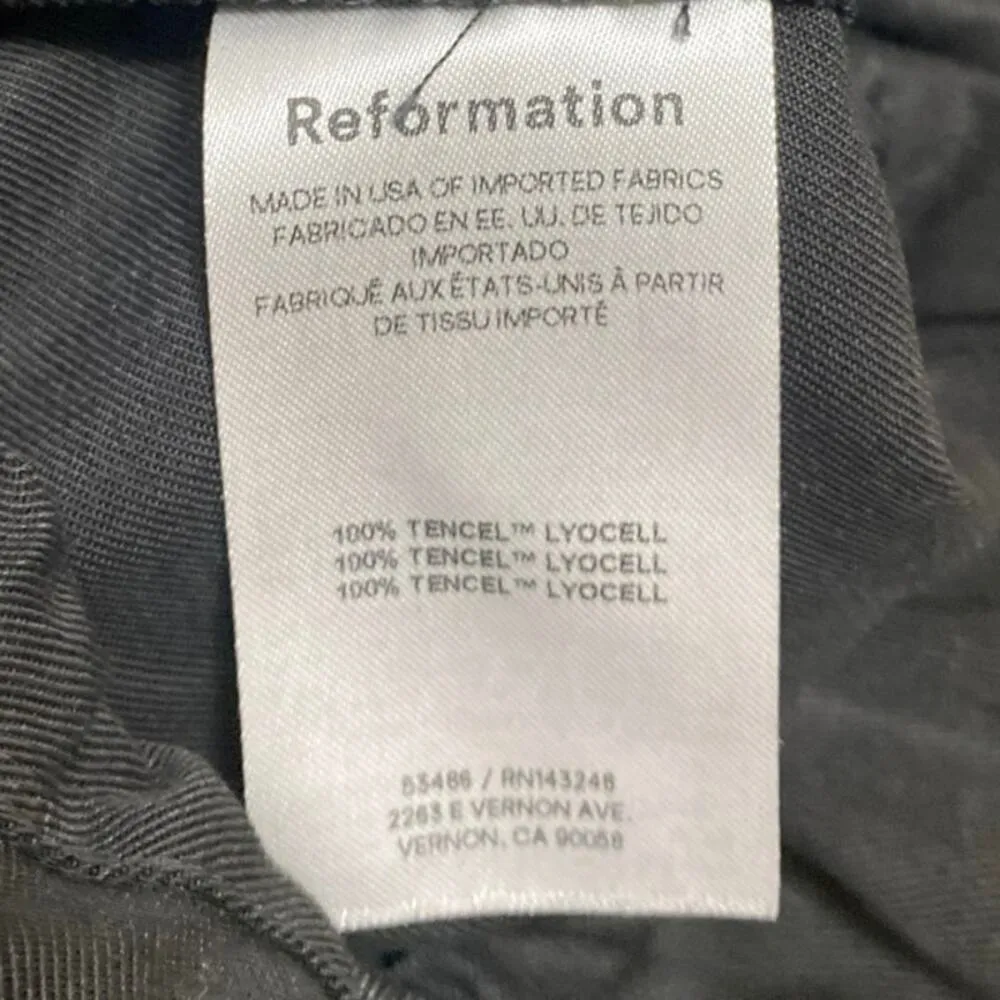 Reformation
MADE IN USA OF IMPORTED FABRICS
FABRICADO EN EE. UU. DE TEJIDO
IMPORTADO
FABRIQUÉ AUX ÉTATS-UNIS À PARTIR
DE TISSU IMPORTÉ
100% TENCEL™ LYOCELL
100% TENCEL™ LYOCELL
100% TENCEL™ LYOCELL
/ RN143246
2263 E VERNON AVE.
VERNON, CA 90058